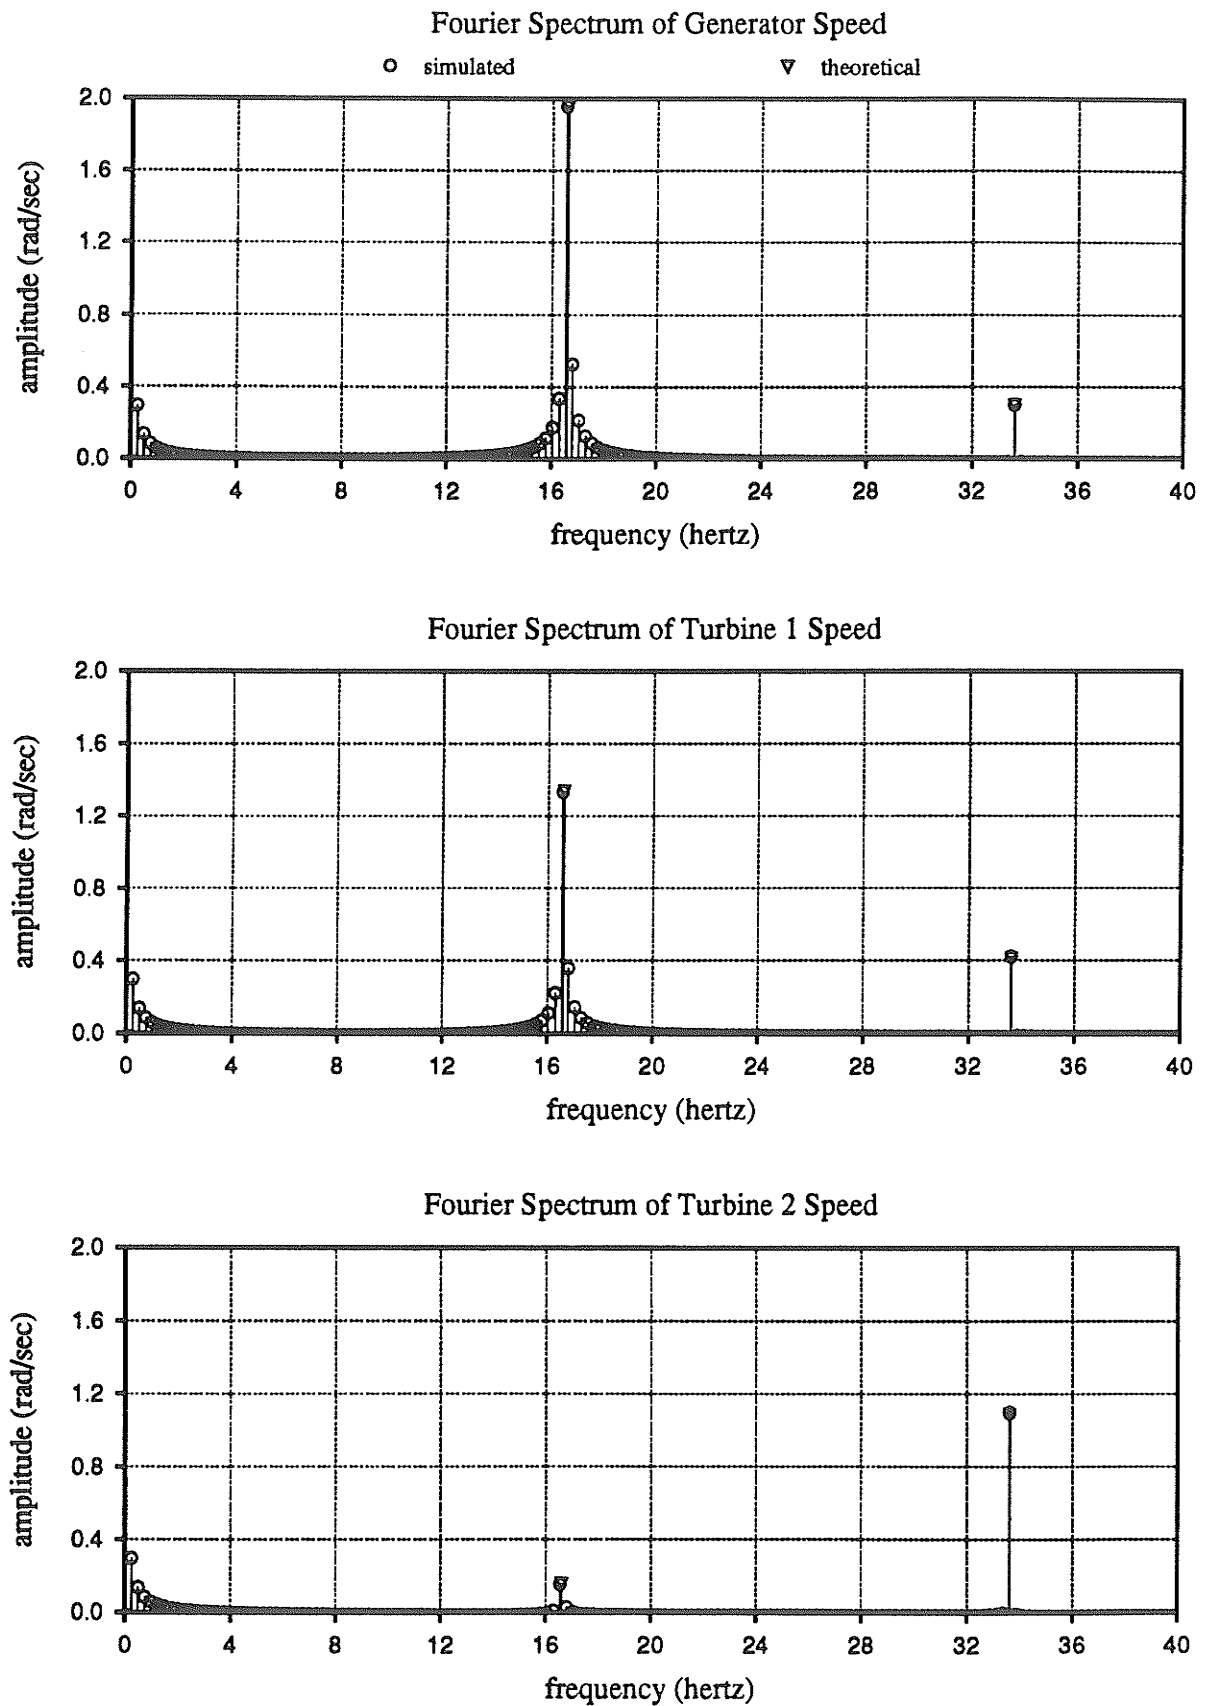 Fourier Spectrum of Generator Speed
simulated theoretical
amplitude (rad/sec)
2.0
1.6
1.2
0.8
0.4
0.0
0 4 8 12 16 20 24 28 32 36 40
frequency (hertz)
Fourier Spectrum of Turbine 1 Speed
amplitude (rad/sec)
2.0
1.6
1.2
0.8
0.4
0.0
0 4 8 12 16 20 24 28 32 36 40
frequency (hertz)
Fourier Spectrum of Turbine 2 Speed
amplitude (rad/sec)
2.0
1.6
1.2
0.8
0.4
0.0
0 4 8 12 16 20 24 28 32 36 40
frequency (hertz)